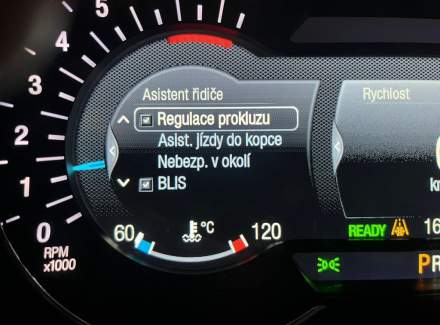 5
4
3
2
1
0
RPM
x1000
Asistent řidiče
Regulace prokluzu
Asist. jízdy do kopce
Nebezp. v okolí
BLIS
60
°C
120
Rychlost
READY